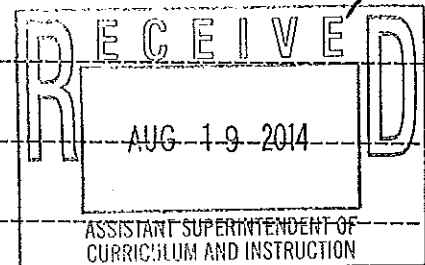 RECEIVED
AUG 19 2014
ASSISTANT SUPERINTENDENT OF
CURRICULUM AND INSTRUCTION